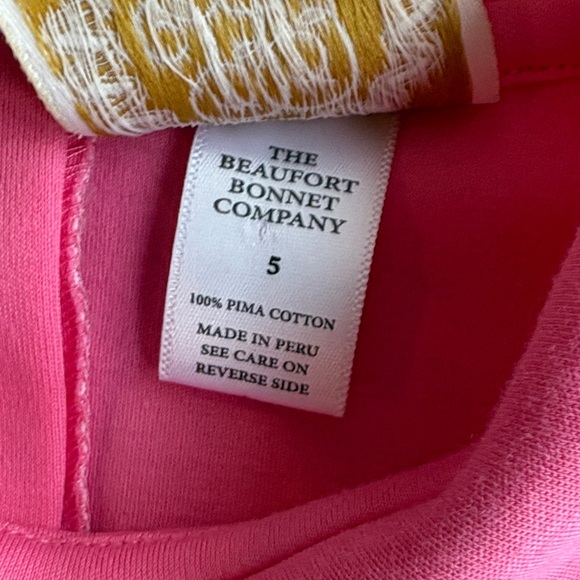 THE
BEAUFORT
BONNET
COMPANY
5
100% PIMA COTTON
MADE IN PERU
SEE CARE ON
REVERSE SIDE